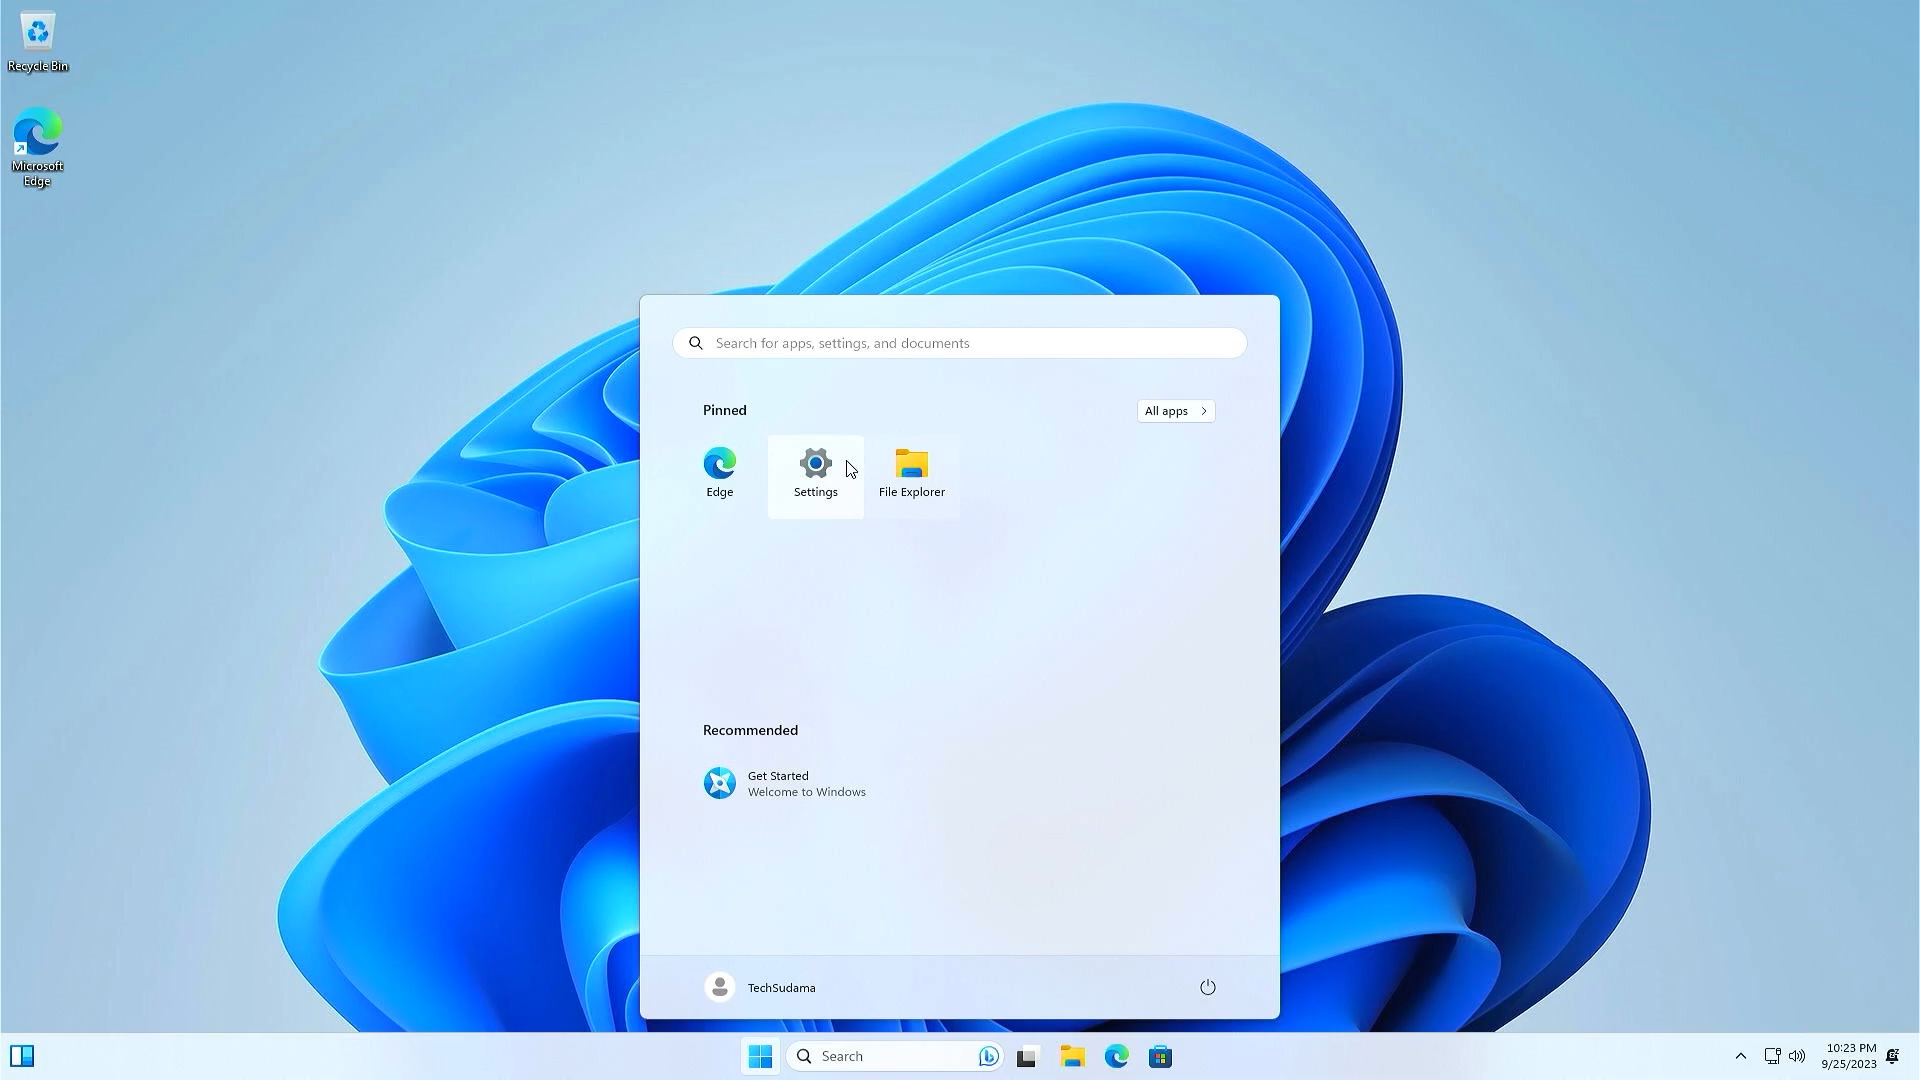 Recycle Bin
Microsoft
Edge
Search for apps, settings, and documents
Pinned
All apps
Edge
Settings
File Explorer
Recommended
Get Started
Welcome to Windows
TechSudama
Search
10:23 PM
9/25/2023